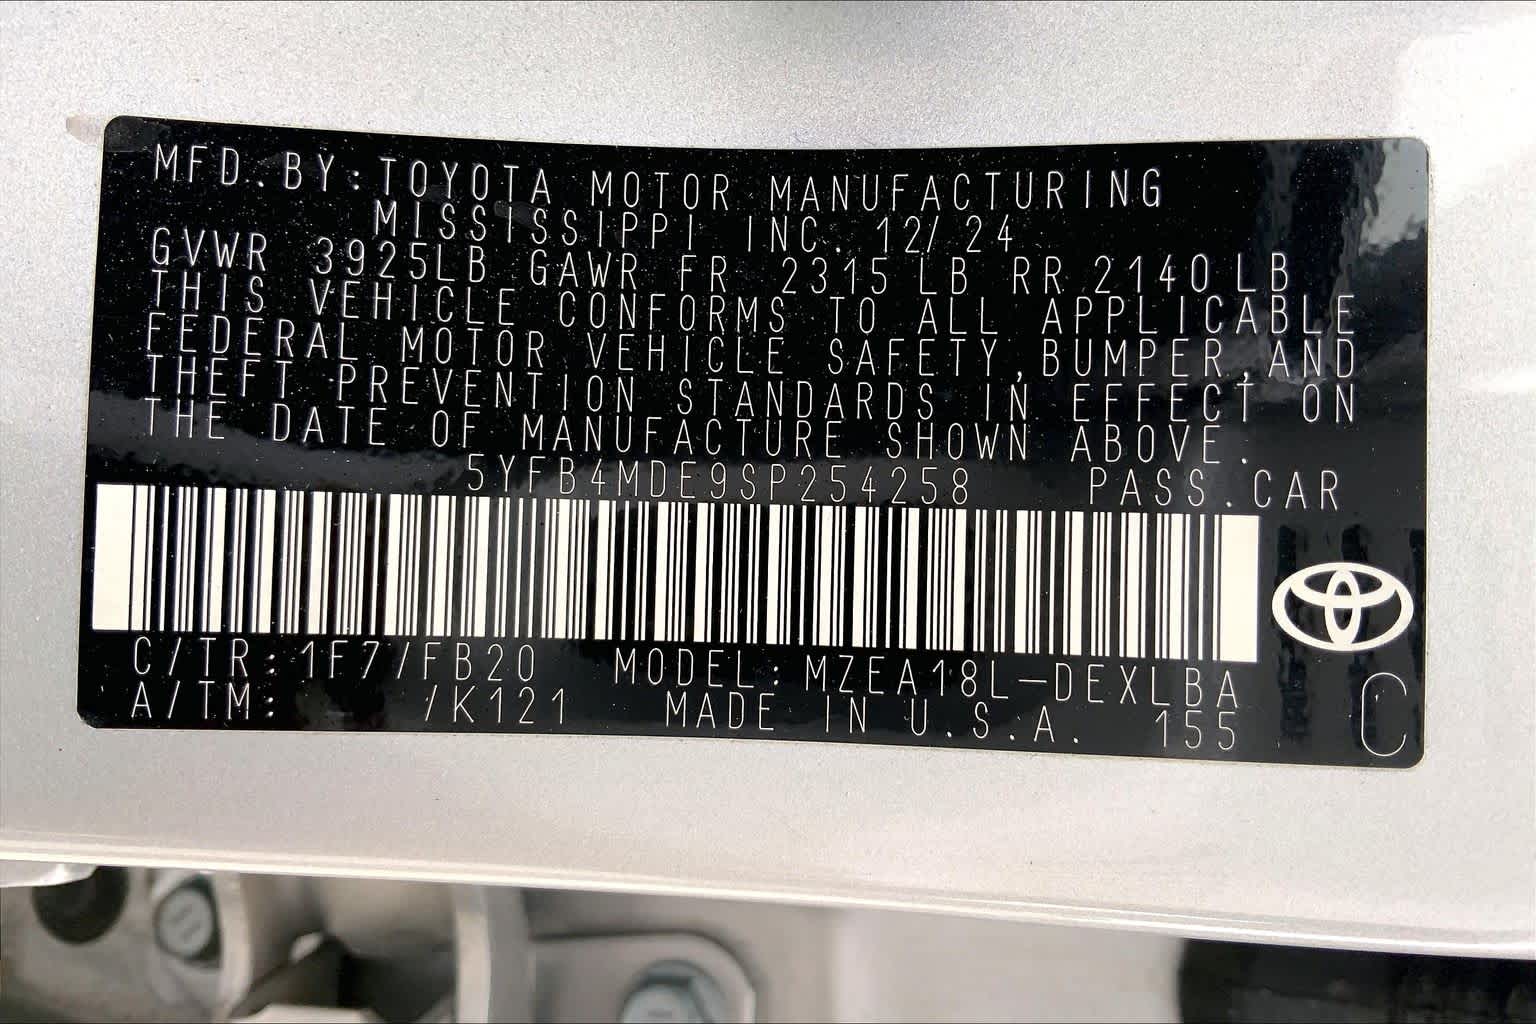 MFD. BY: TOYOTA MOTOR MANUFACTURING
MISSISSIPPI INC. 12/24
GVWR 3925LB GAWR FR 2315 LB RR 2140 LB
THIS VEHICLE CONFORMS TO ALL APPLICABLE
FEDERAL MOTOR VEHICLE SAFETY, BUMPER, AND
THEFT PREVENTION STANDARDS IN EFFECT ON
THE DATE OF MANUFACTURE SHOWN ABOVE.
5YFB4MDE9SP254258 PASS.CAR
C/TR: 1F7/FB20 MODEL: MZEA18L-DEXLBA
A/TM: /K121 MADE IN U.S.A. 155 C